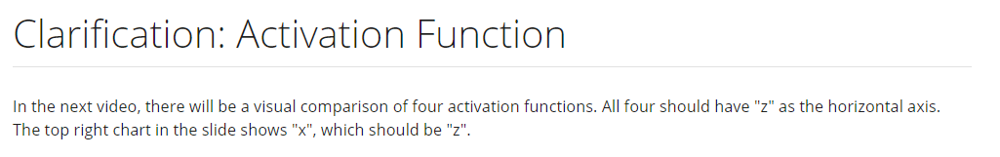 Clarification: Activation Function
In the next video, there will be a visual comparison of four activation functions. All four should have "z" as the horizontal axis.
The top right chart in the slide shows "x", which should be "z".